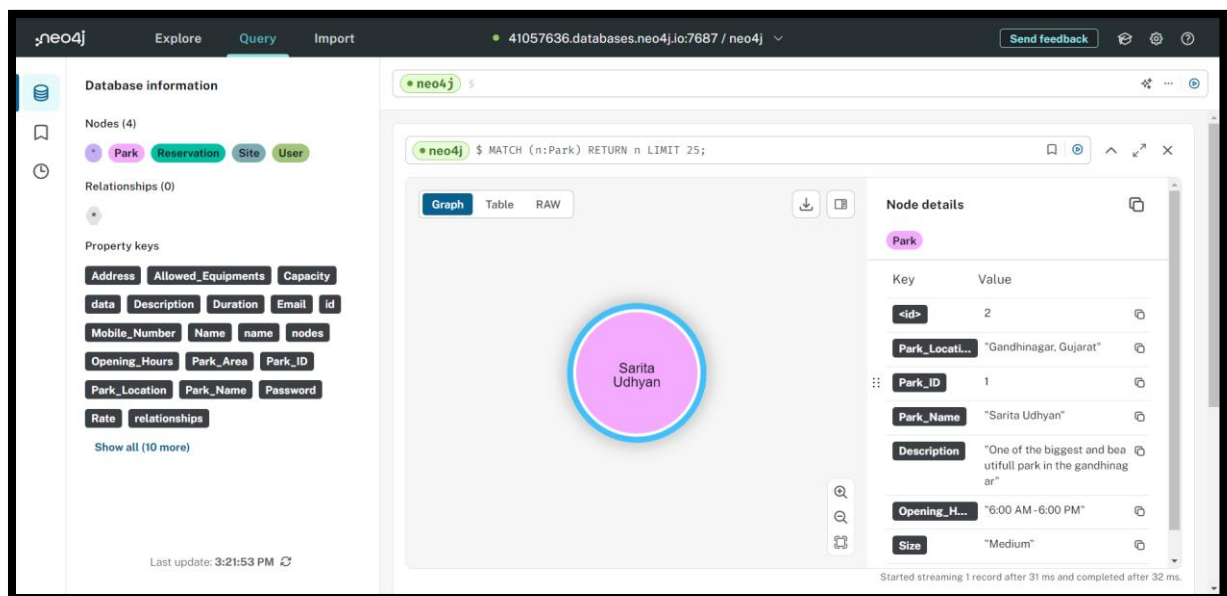 :neo4j Explore Query Import 41057636.databases.neo4j.io:7687 / neo4j Send feedback
Database information
Nodes (4)
* Park Reservation Site User
Relationships (0)
*
Property keys
Address Allowed_Equipments Capacity
data Description Duration Email id
Mobile_Number Name name nodes
Opening_Hours Park_Area Park_ID
Park_Location Park_Name Password
Rate relationships
Show all (10 more)
Last update: 3:21:53 PM
neo4j $
neo4j $ MATCH (n:Park) RETURN n LIMIT 25;
Graph Table RAW
Sarita
Udhyan
Node details
Park
Key Value
<id> 2
Park_Locati... "Gandhinagar, Gujarat"
Park_ID 1
Park_Name "Sarita Udhyan"
Description "One of the biggest and bea
utifull park in the gandhinag
ar"
Opening_H... "6:00 AM-6:00 PM"
Size "Medium"
Started streaming 1 record after 31 ms and completed after 32 ms.